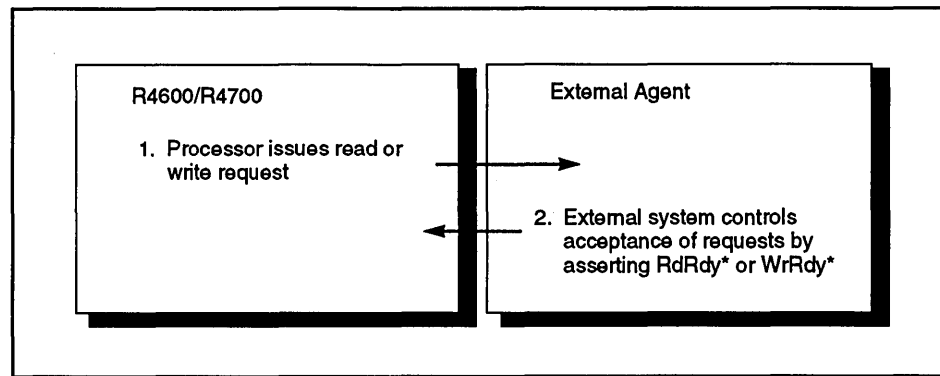 R4600/R4700
1. Processor issues read or
write request
External Agent
2. External system controls
acceptance of requests by
asserting RdRdy* or WrRdy*